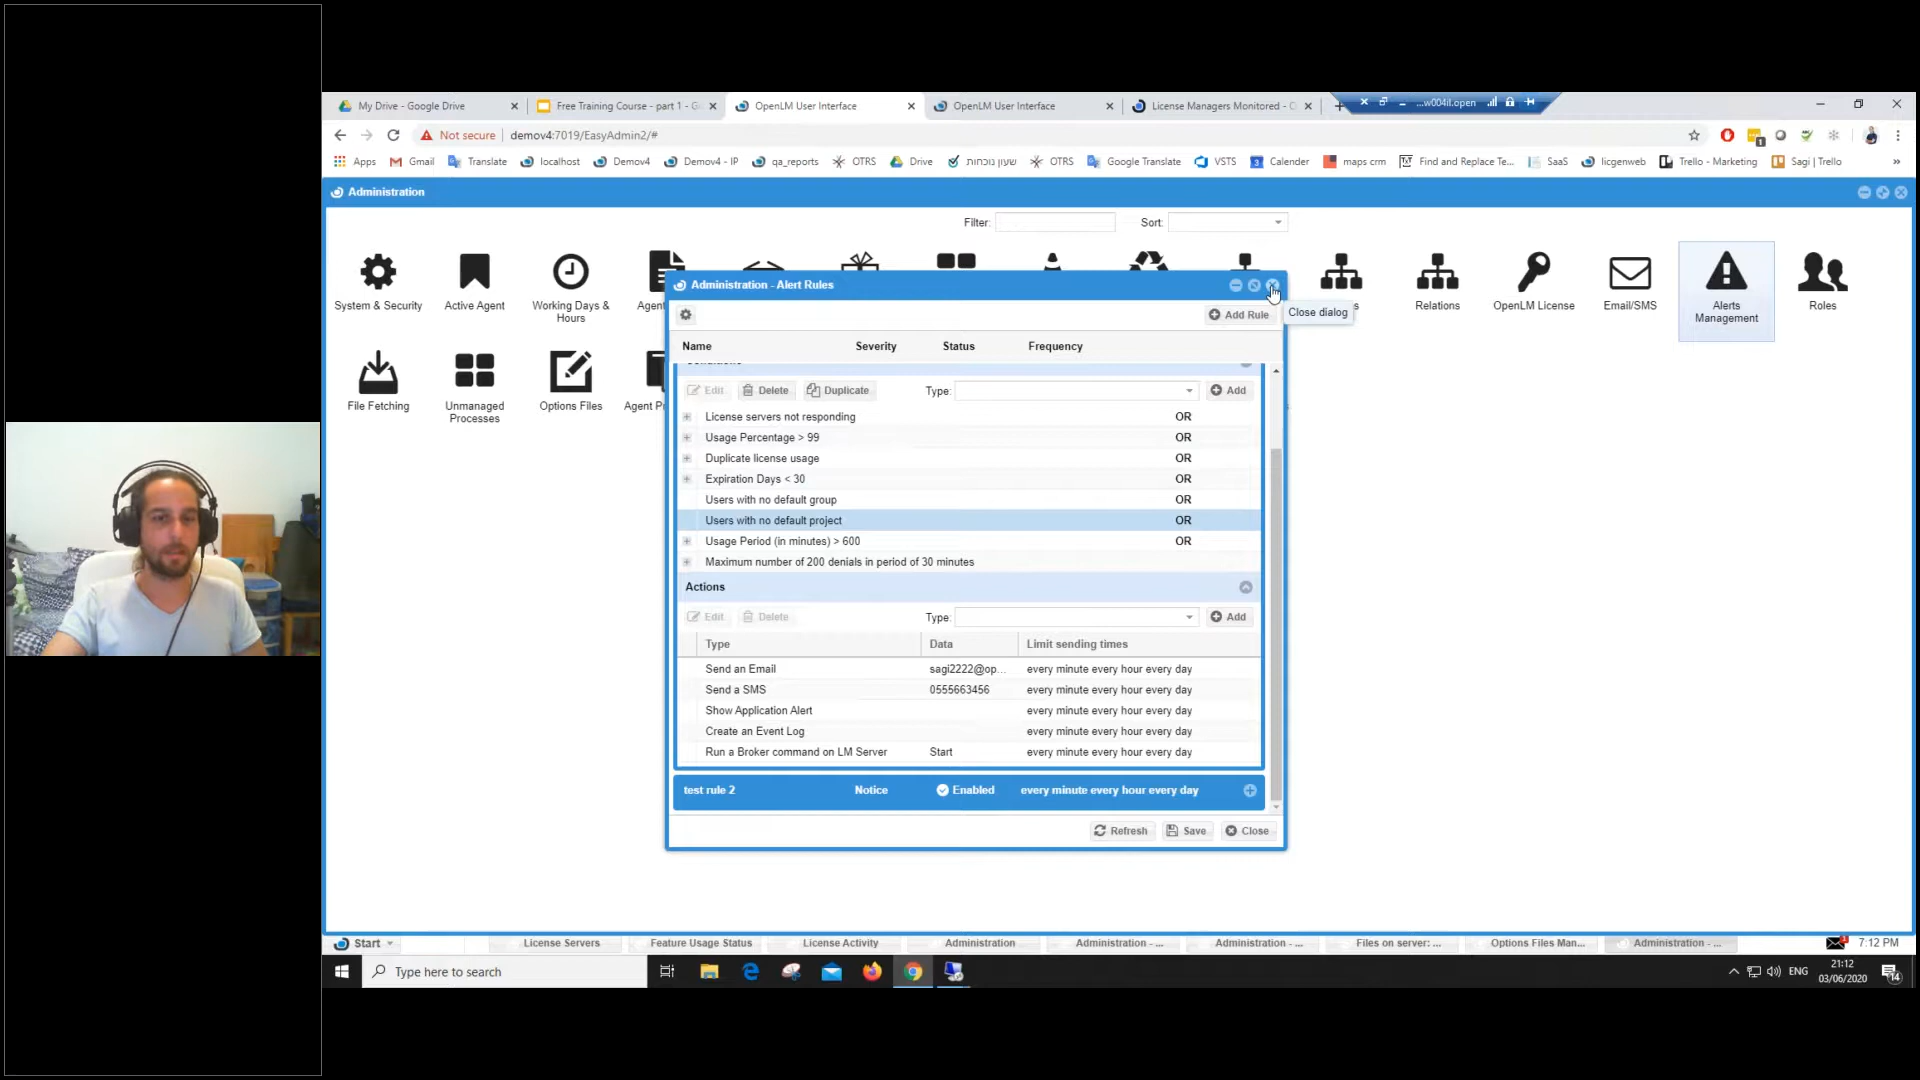 My Drive - Google Drive
Free Training Course - part 1 - G
OpenLM User Interface
OpenLM User Interface
License Managers Monitored - O
...w004il.open
Not secure demov4:7019/EasyAdmin2/#
Apps Gmail Translate localhost Demov4 Demov4 - IP qa_reports OTRS Drive שעון נוכחות OTRS Google Translate VSTS Calender maps crm Find and Replace Te... SaaS licgenweb Trello - Marketing Sagi | Trello »
Administration
Filter: Sort:
System & Security
Active Agent
Working Days & Hours
Relations
OpenLM License
Email/SMS
Alerts Management
Roles
File Fetching
Unmanaged Processes
Options Files
Administration - Alert Rules
Close dialog
Add Rule
Name Severity Status Frequency
Edit Delete Duplicate Type: Add
License servers not responding OR
Usage Percentage > 99 OR
Duplicate license usage OR
Expiration Days < 30 OR
Users with no default group OR
Users with no default project OR
Usage Period (in minutes) > 600 OR
Maximum number of 200 denials in period of 30 minutes
Actions
Edit Delete Type: Add
Type Data Limit sending times
Send an Email sagi2222@op... every minute every hour every day
Send a SMS 0555663456 every minute every hour every day
Show Application Alert every minute every hour every day
Create an Event Log every minute every hour every day
Run a Broker command on LM Server Start every minute every hour every day
test rule 2 Notice Enabled every minute every hour every day
Refresh Save Close
Start License Servers Feature Usage Status License Activity Administration Administration - ... Administration - ... Files on server: ... Options Files Man... Administration - ... 7:12 PM
Type here to search
ENG
21:12
03/06/2020
14